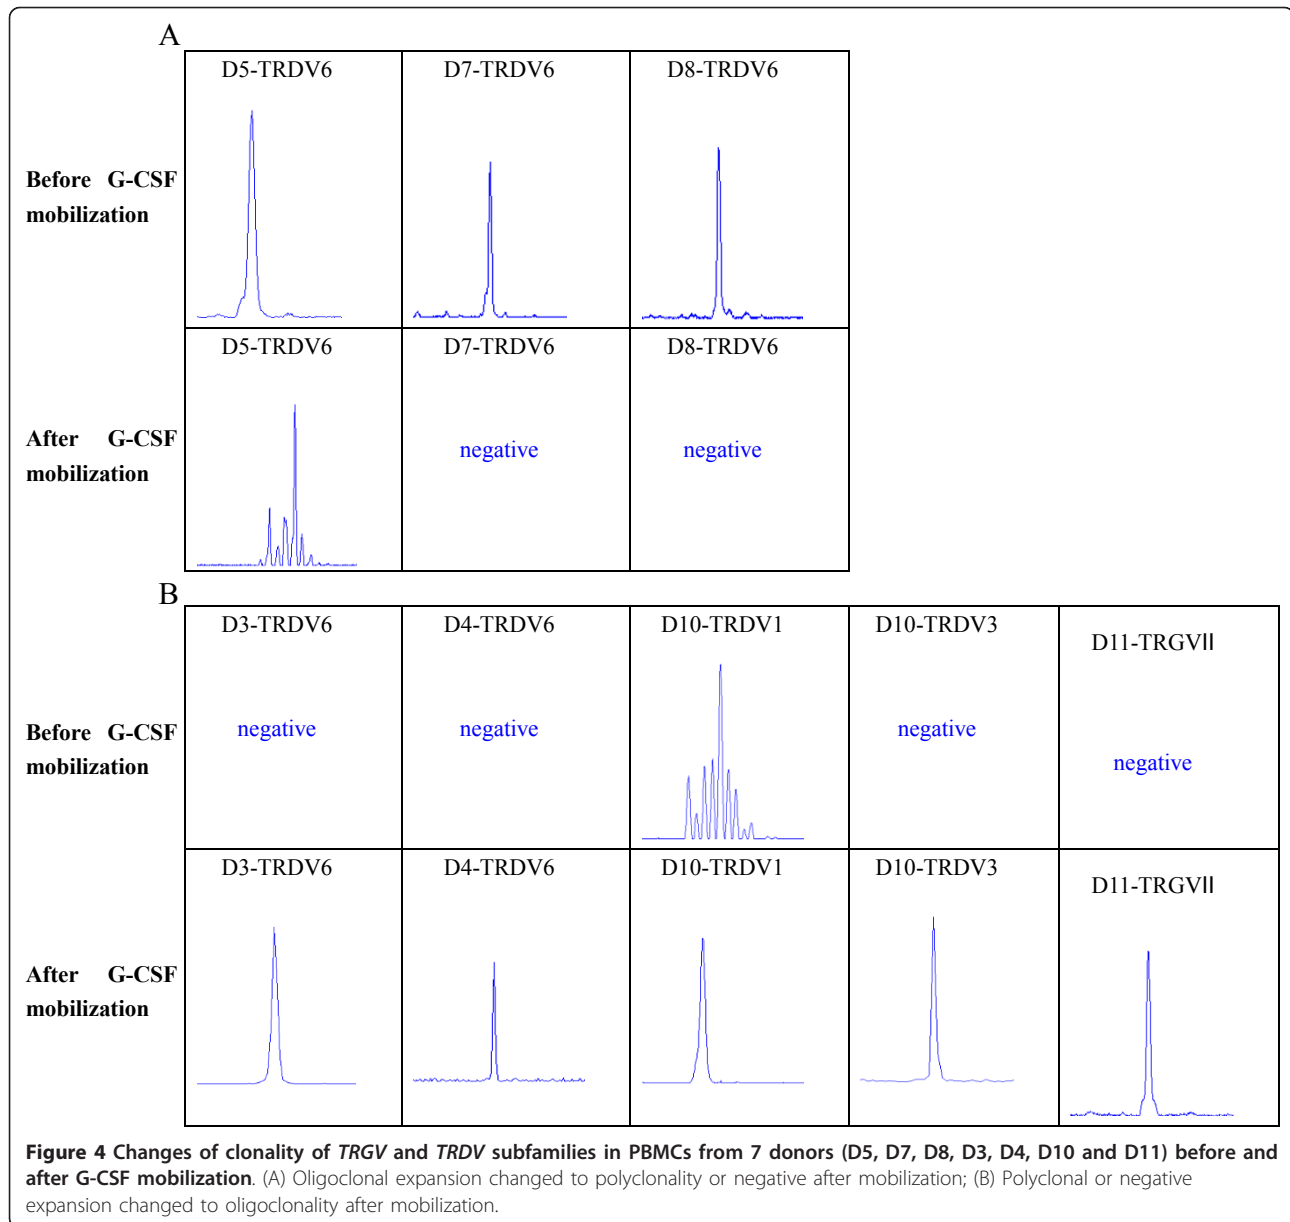 A
D5-TRDV6 D7-TRDV6 D8-TRDV6
Before G-CSF
mobilization
D5-TRDV6 D7-TRDV6 D8-TRDV6
After G-CSF
mobilization
negative negative
B
D3-TRDV6 D4-TRDV6 D10-TRDV1 D10-TRDV3 D11-TRGVII
Before G-CSF
mobilization
negative negative negative negative
D3-TRDV6 D4-TRDV6 D10-TRDV1 D10-TRDV3 D11-TRGVII
After G-CSF
mobilization
Figure 4 Changes of clonality of TRGV and TRDV subfamilies in PBMCs from 7 donors (D5, D7, D8, D3, D4, D10 and D11) before and
after G-CSF mobilization. (A) Oligoclonal expansion changed to polyclonality or negative after mobilization; (B) Polyclonal or negative
expansion changed to oligoclonality after mobilization.